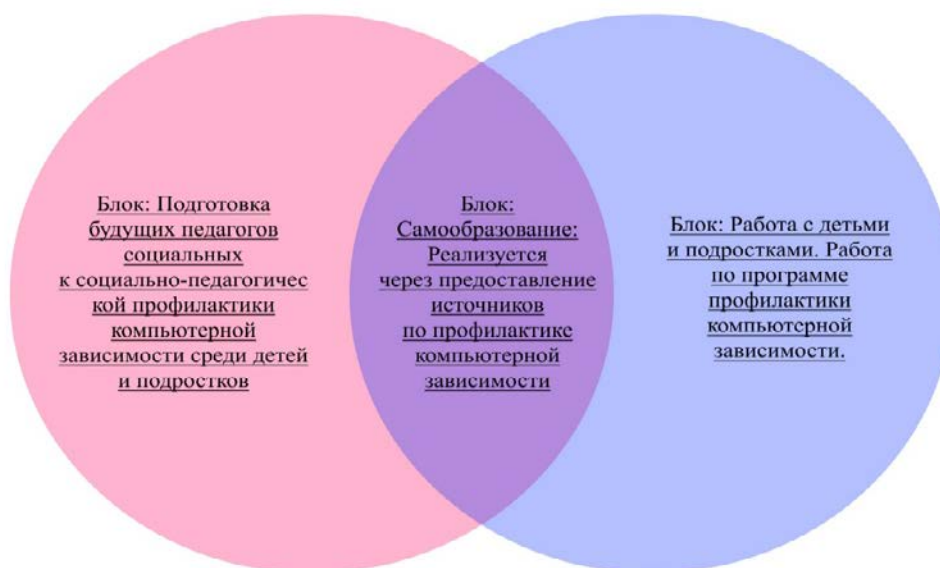 Блок: Подготовка
будущих педагогов
социальных
к социально-педагогичес
кой профилактики
компьютерной
зависимости среди детей
и подростков
Блок:
Самообразование:
Реализуется
через предоставление
источников
по профилактике
компьютерной
зависимости
Блок: Работа с детьми
и подростками. Работа
по программе
профилактики
компьютерной
зависимости.